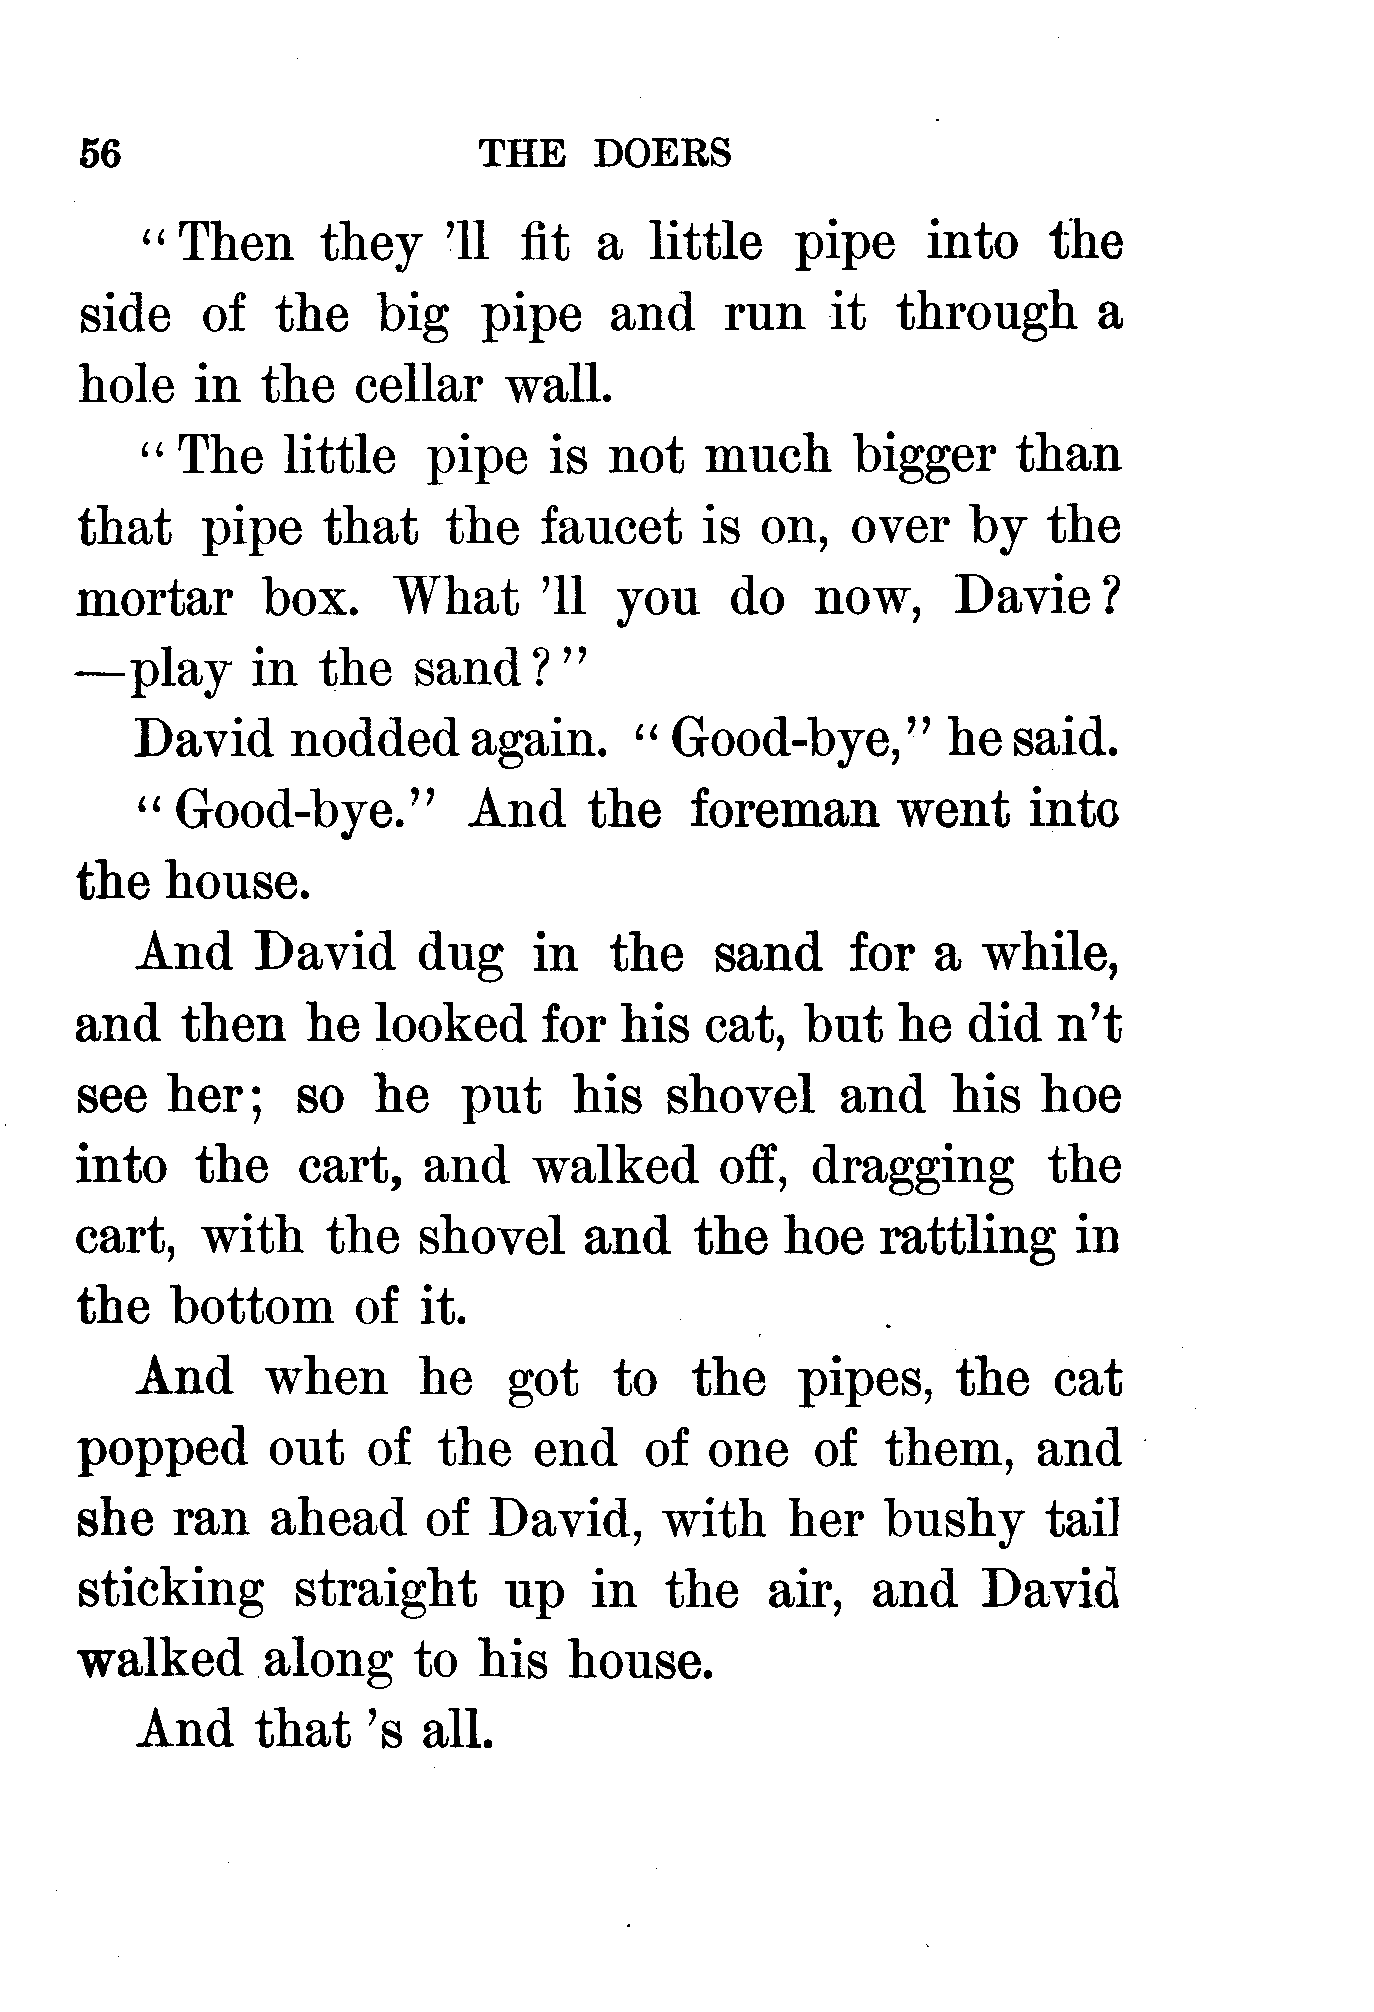 56 THE DOERS
“Then they ’ll fit a little pipe into the
side of the big pipe and run it through a
hole in the cellar wall.
“The little pipe is not much bigger than
that pipe that the faucet is on, over by the
mortar box. What ’ll you do now, Davie?
—play in the sand?”
David nodded again. “Good-bye,” he said.
“Good-bye.” And the foreman went into
the house.
And David dug in the sand for a while,
and then he looked for his cat, but he did n’t
see her; so he put his shovel and his hoe
into the cart, and walked off, dragging the
cart, with the shovel and the hoe rattling in
the bottom of it.
And when he got to the pipes, the cat
popped out of the end of one of them, and
she ran ahead of David, with her bushy tail
sticking straight up in the air, and David
walked along to his house.
And that ’s all.